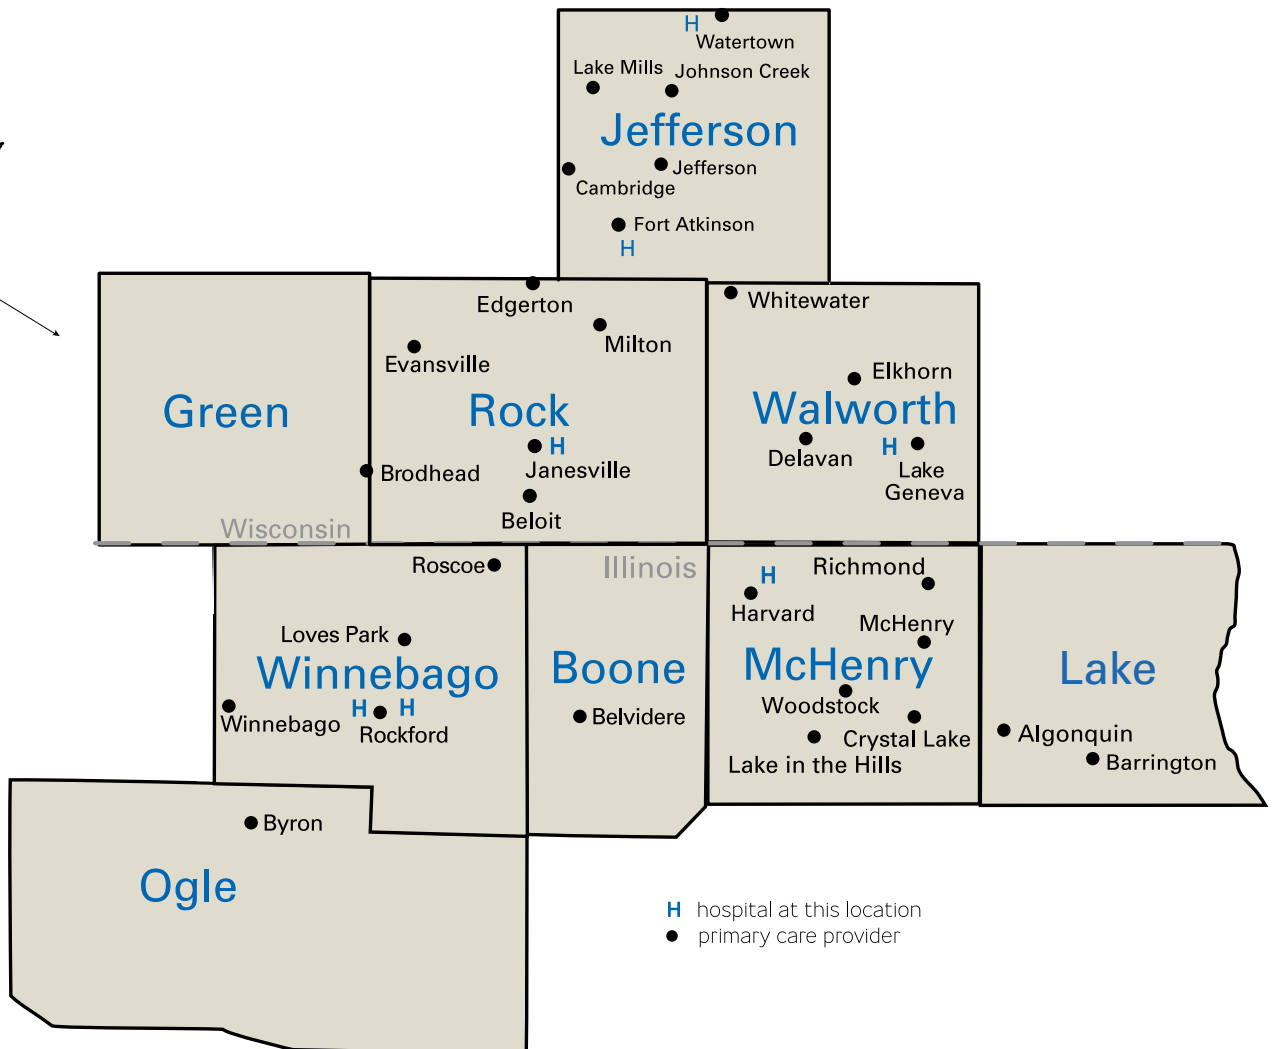 H
Watertown
Lake Mills
Johnson Creek
Jefferson
Jefferson
Cambridge
Fort Atkinson
H
Edgerton
Whitewater
Milton
Evansville
Elkhorn
Green
Rock
Walworth
H
H
Janesville
Delavan
Lake
Geneva
Brodhead
Beloit
Wisconsin
Illinois
Roscoe
H
Richmond
Harvard
McHenry
Loves Park
Winnebago
Boone
McHenry
Lake
Woodstock
H
H
Winnebago
Rockford
Belvidere
Crystal Lake
Algonquin
Lake in the Hills
Barrington
Byron
Ogle
H hospital at this location
primary care provider